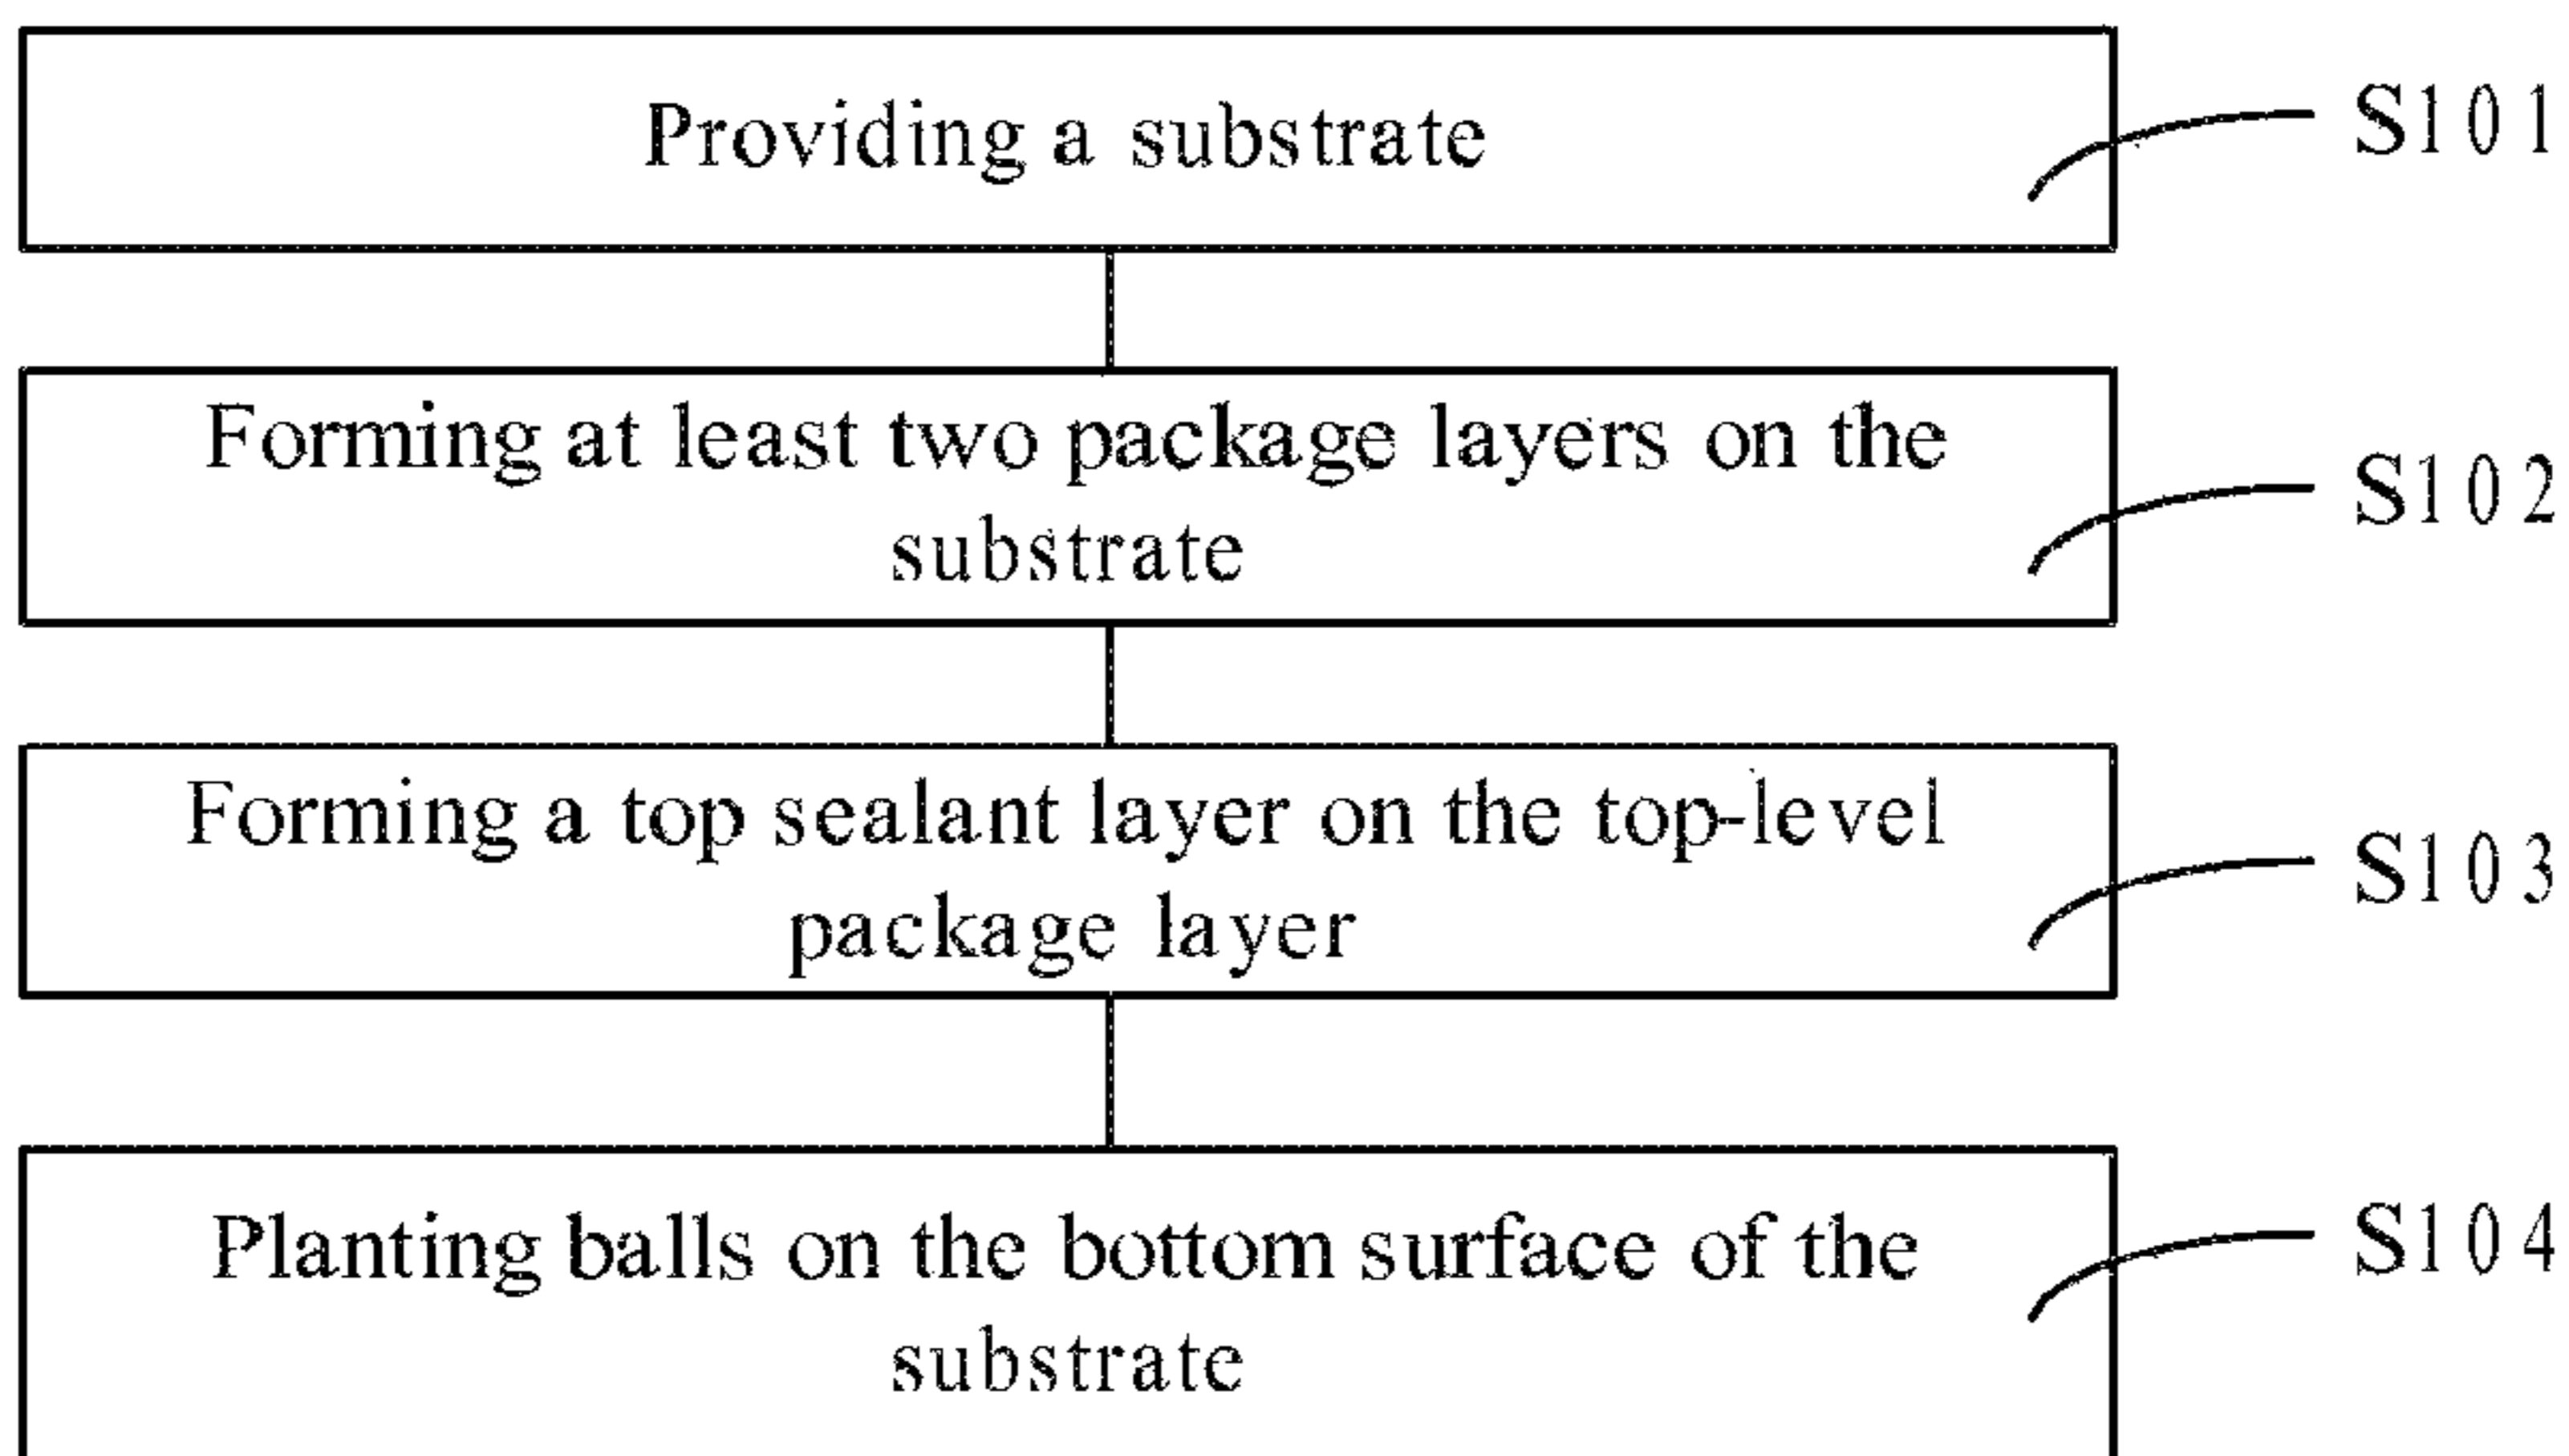 Providing a substrate
S101
Forming at least two package layers on the
substrate
S102
Forming a top sealant layer on the top-level
package layer
S103
Planting balls on the bottom surface of the
substrate
S104